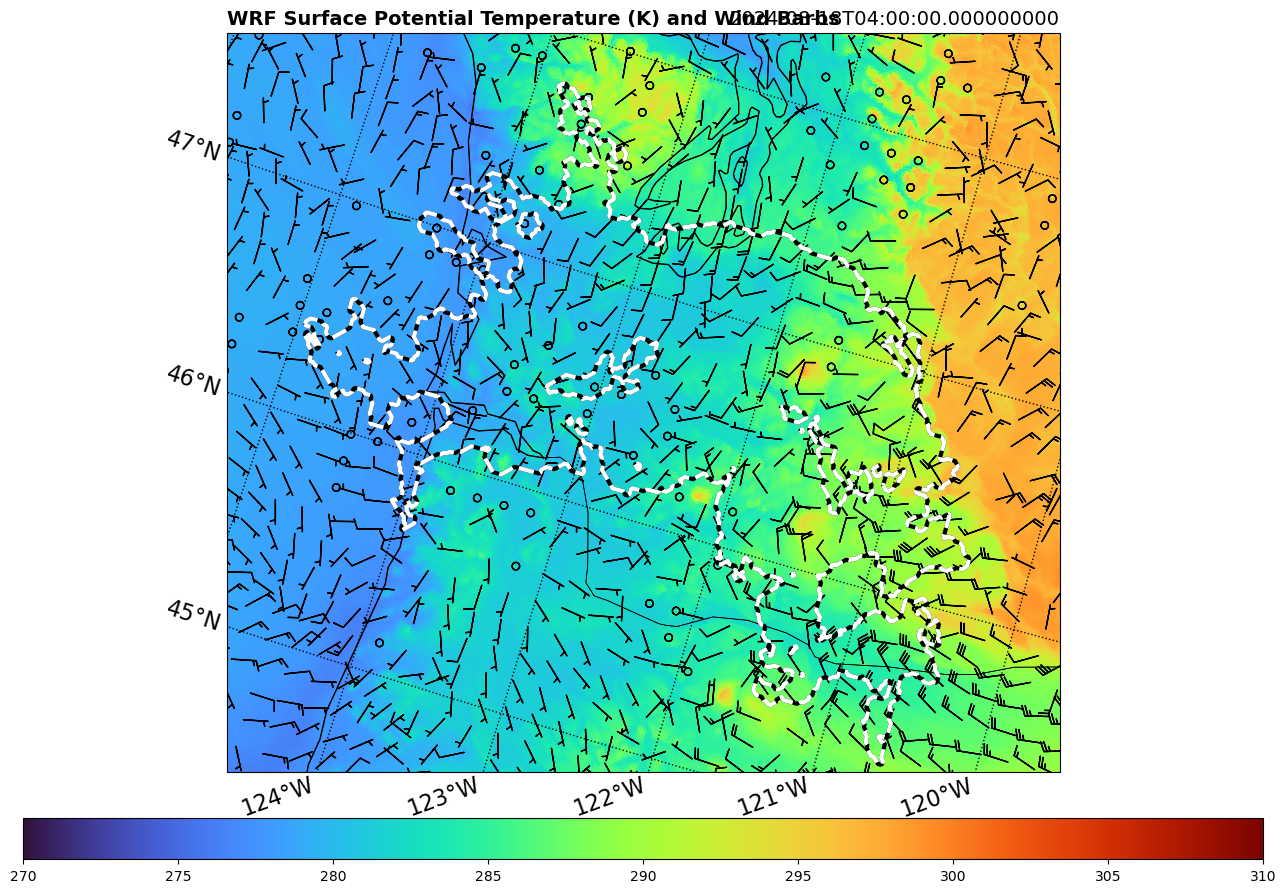 WRF Surface Potential Temperature (K) and Wind Barbs
2024-08-18T04:00:00.000000000
47°N
46°N
45°N
124°W 123°W 122°W 121°W 120°W
270 275 280 285 290 295 300 305 310